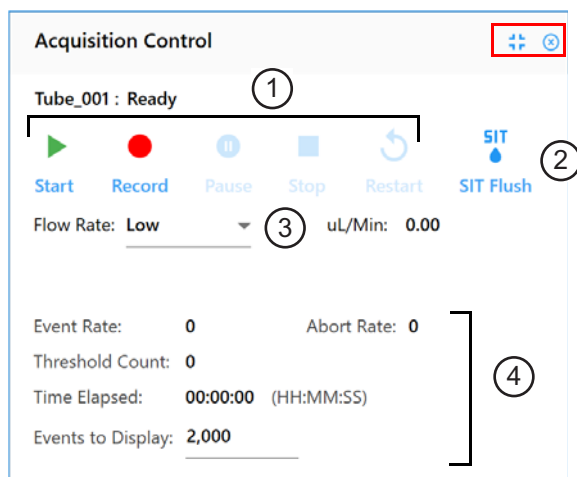 Acquisition Control
Tube_001 : Ready
1
SIT
2
Start Record Pause Stop Restart SIT Flush
Flow Rate: Low 3 uL/Min: 0.00
Event Rate: 0 Abort Rate: 0
Threshold Count: 0
4
Time Elapsed: 00:00:00 (HH:MM:SS)
Events to Display: 2,000